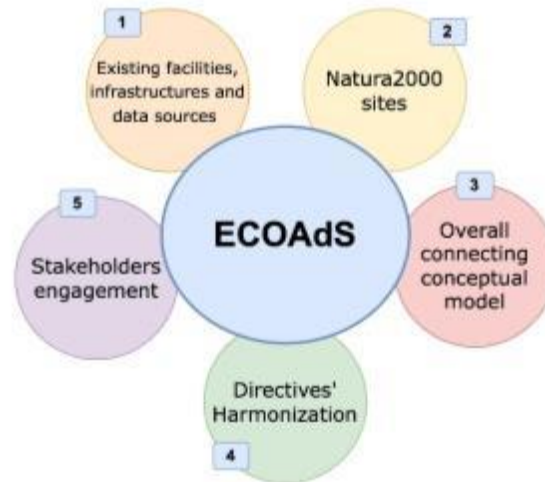 1
Existing facilities,
infrastructures and
data sources
2
Natura2000
sites
3
Overall
connecting
conceptual
model
ECOAdS
5
Stakeholders
engagement
Directives'
Harmonization
4